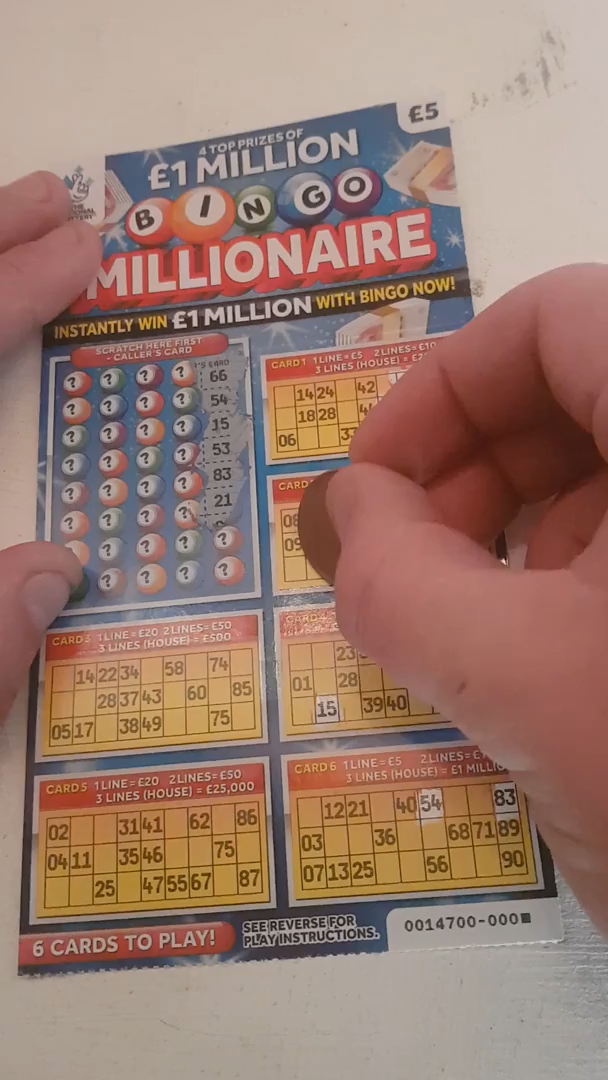 £5
4 TOP PRIZES OF
£1 MILLION
BINGO
MILLIONAIRE
INSTANTLY WIN £1 MILLION WITH BINGO NOW!
SCRATCH HERE FIRST
- CALLER'S CARD
66
54
15
53
83
21
CARD 1 1 LINE = £5 2 LINES = £10
3 LINES (HOUSE) =
14 24 42
18 28
06
CARD
08
09
CARD 3 1 LINE = £20 2 LINES = £50
3 LINES (HOUSE) = £500
14 22 34 58 74
28 37 43 60 85
05 17 38 49 75
CARD 4
23
01 28
15 39 40
CARD 5 1 LINE = £20 2 LINES = £50
3 LINES (HOUSE) = £25,000
02 31 41 62 86
04 11 35 46 75
25 47 55 67 87
CARD 6 1 LINE = £5 2 LINES =
3 LINES (HOUSE) = £1
12 21 40 54 83
03 36 68 71 89
07 13 25 56 90
6 CARDS TO PLAY!
SEE REVERSE FOR
PLAY INSTRUCTIONS.
0014700-000